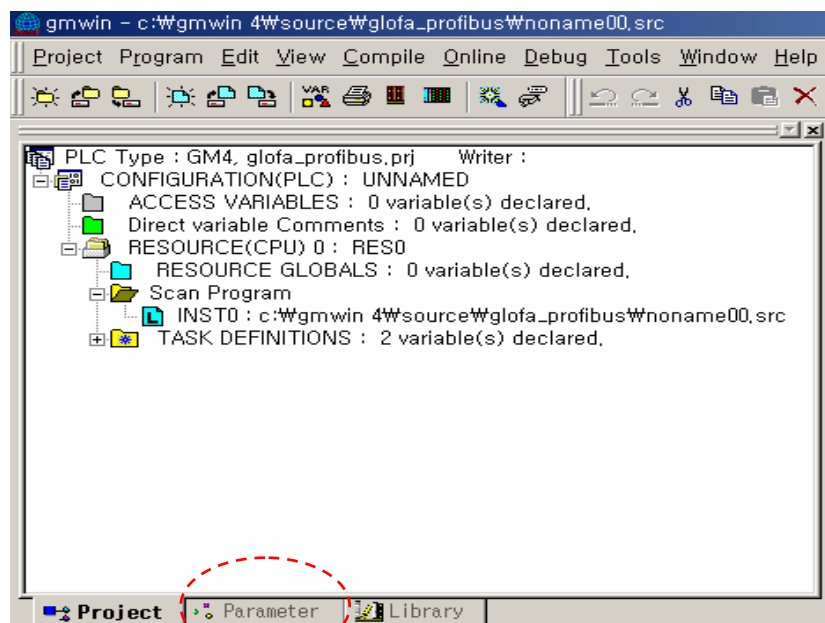 gmwin - c:₩gmwin 4₩source₩glofa_profibus₩noname00.src
Project Program Edit View Compile Online Debug Tools Window Help
VAR
PLC Type : GM4, glofa_profibus.prj Writer :
CONFIGURATION(PLC) : UNNAMED
ACCESS VARIABLES : 0 variable(s) declared.
Direct variable Comments : 0 variable(s) declared.
RESOURCE(CPU) 0 : RES0
RESOURCE GLOBALS : 0 variable(s) declared.
Scan Program
L INST0 : c:₩gmwin 4₩source₩glofa_profibus₩noname00.src
TASK DEFINITIONS : 2 variable(s) declared.
Project Parameter Library